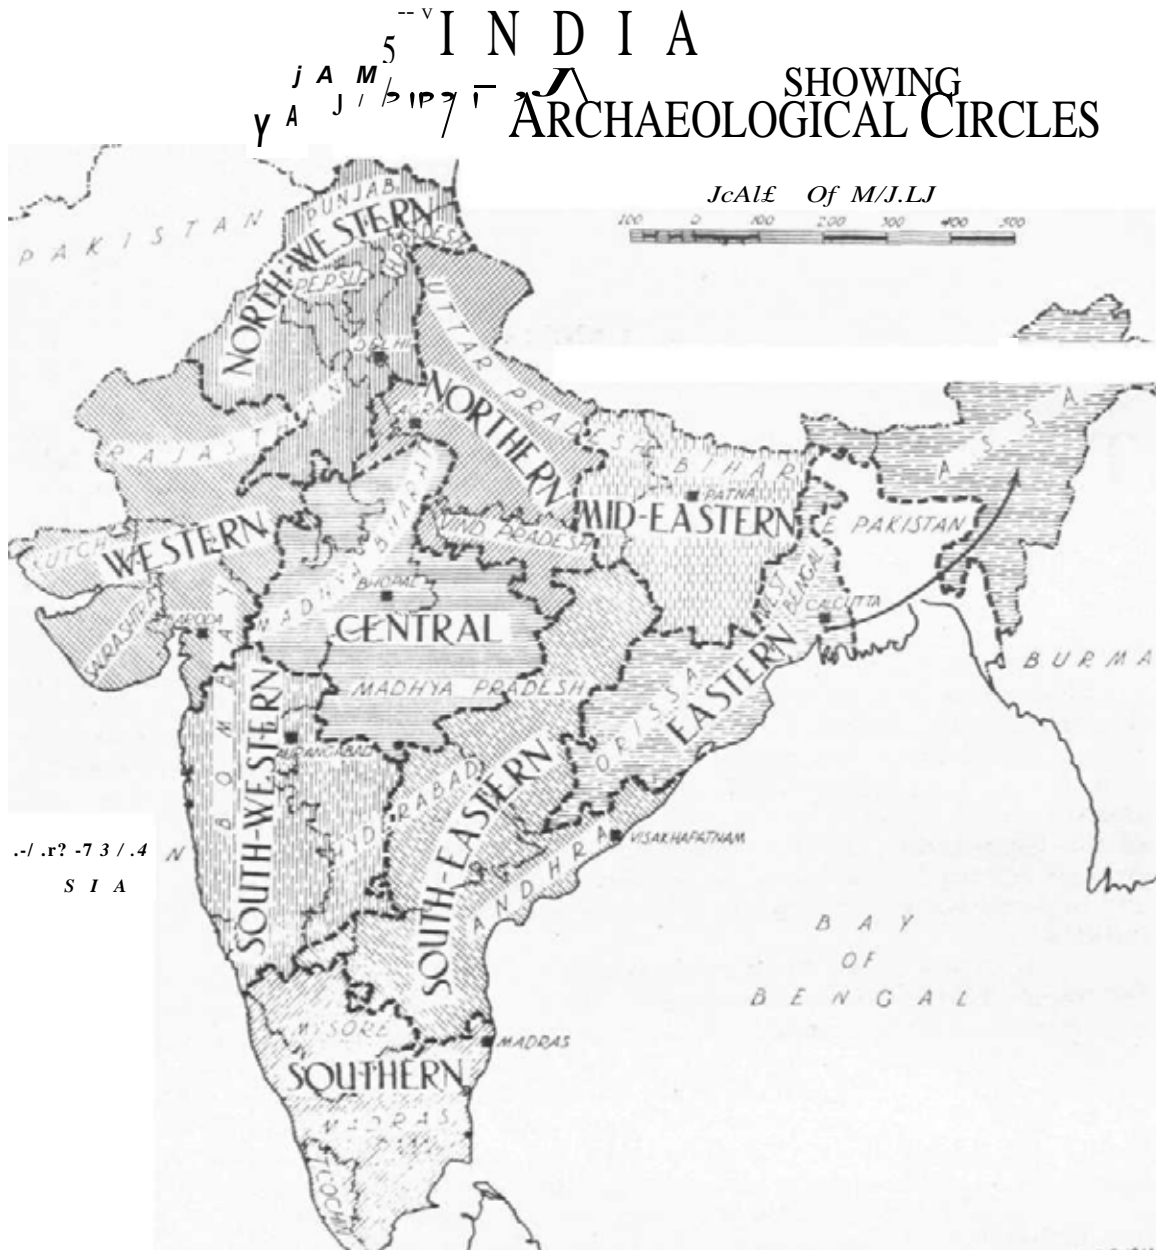 INDIA
SHOWING
ARCHAEOLOGICAL CIRCLES
100 0 100 200 300 400 500
PAKISTAN
PUNJAB
NORTH-WESTERN
PEPSU
DELHI
UTTAR PRADESH
RAJASTAN
AGRA
NORTHERN
BIHAR
PATNA
ASSAM
MID-EASTERN
E. PAKISTAN
VIND PRADESH
KUTCH
WESTERN
MADHYA BHARAT
BHOPAL
WEST BENGAL
CALCUTTA
SAURASHTRA
BARODA
CENTRAL
BURMA
MADHYA PRADESH
ORISSA
EASTERN
BOMBAY
SOUTH-WESTERN
AURANGABAD
HYDERABAD
SOUTH-EASTERN
ANDHRA
VISAKHAPATNAM
S I A
BAY
OF
BENGAL
MYSORE
MADRAS
SOUTHERN
MADRAS